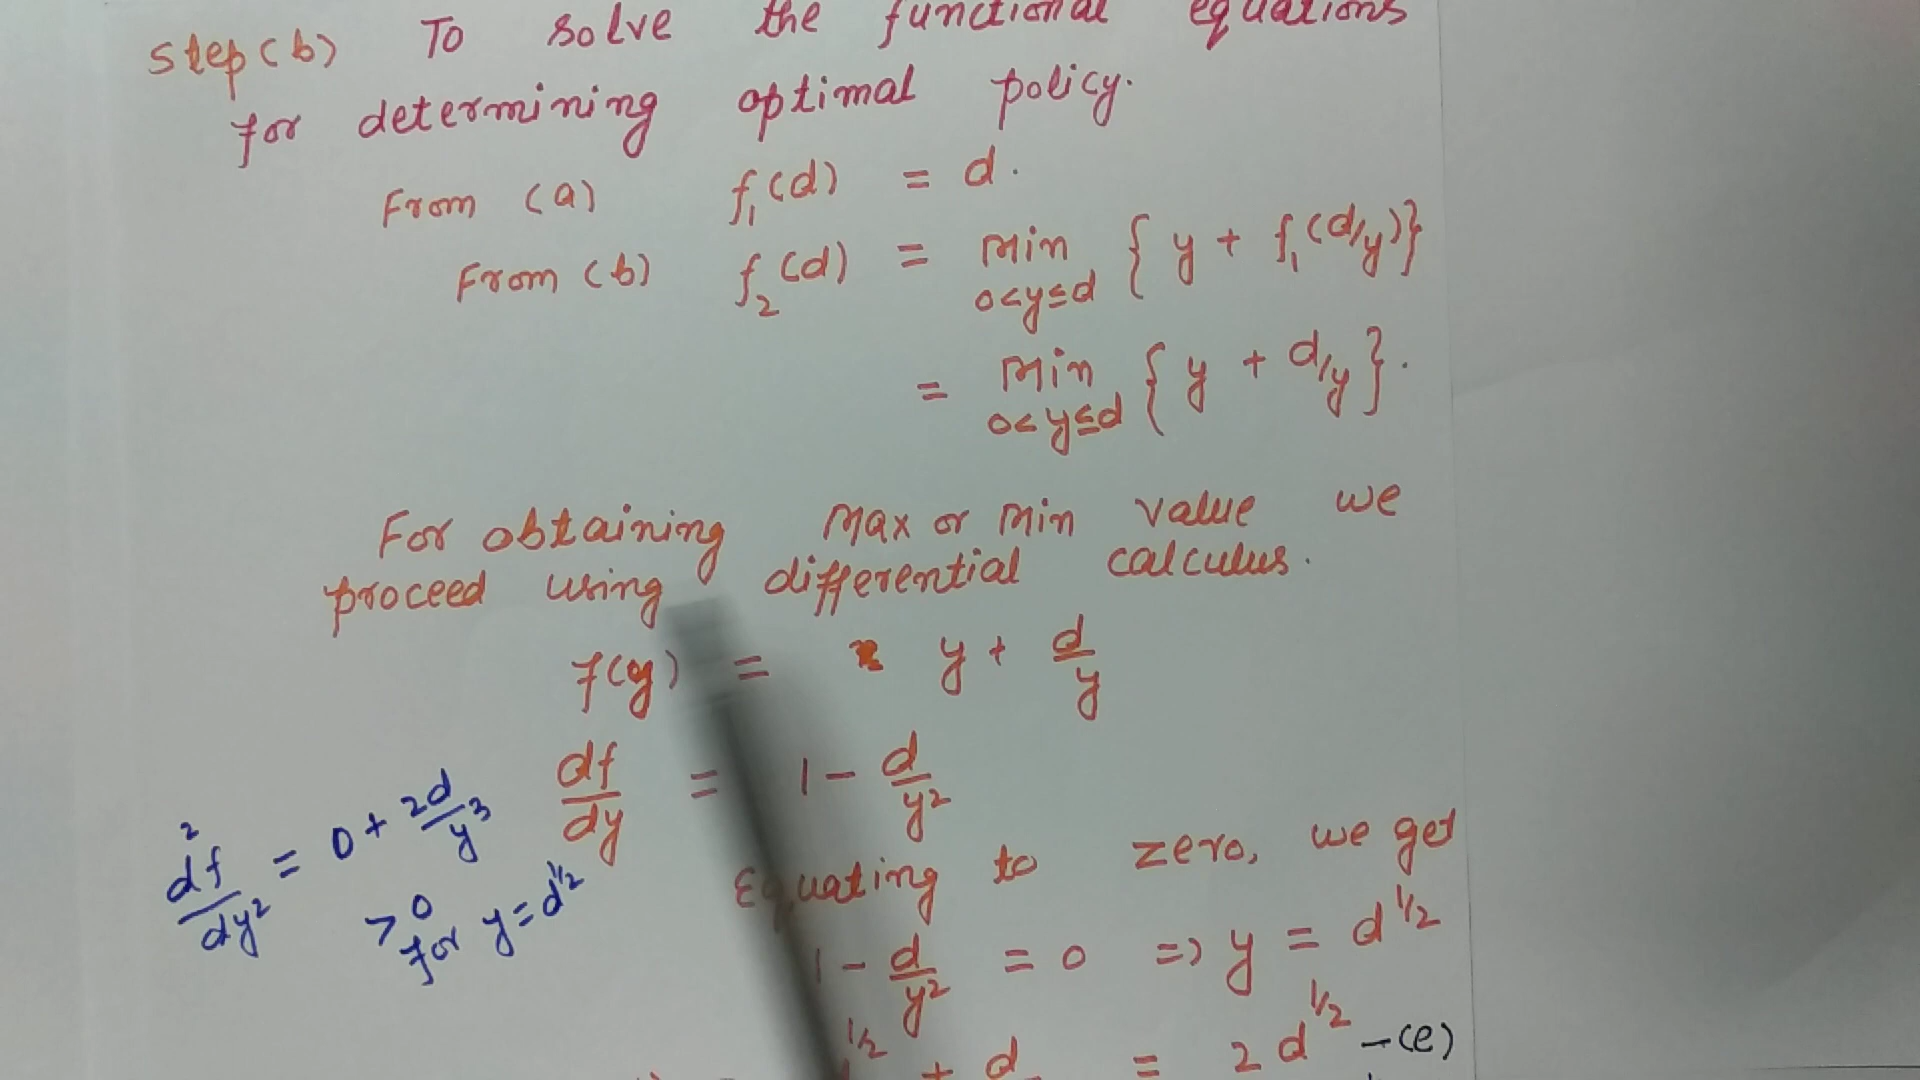 Step (b) To solve the functional equations
for determining optimal policy.
From (a) f₁(d) = d.
From (b) f₂(d) = Min {y + f₁(d/y)}
0<y≤d
= Min {y + d/y}.
0<y≤d
For obtaining Max or Min value we
proceed using differential calculus.
f(y) = y + d/y
df/dy = 1 - d/y²
d²f/dy² = 0 + 2d/y³
>0
for y = d^1/2
Equating to zero, we get
1 - d/y² = 0 => y = d^1/2
^1/2 + d = 2d^1/2 -(e)